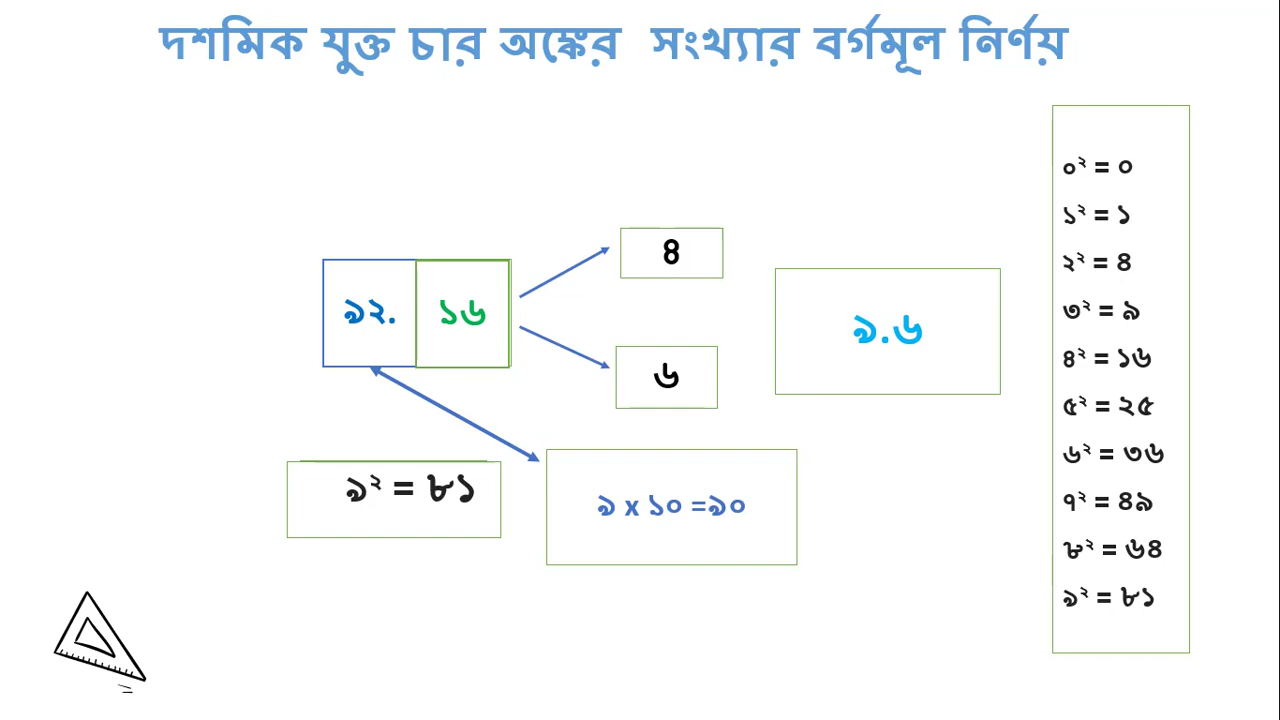 দশমিক যুক্ত চার অঙ্কের সংখ্যার বর্গমূল নির্ণয়
৯২. ১৬
৪
৬
৯.৬
৯² = ৮১
৯ x ১০ =৯০
০² = ০
১² = ১
২² = ৪
৩² = ৯
৪² = ১৬
৫² = ২৫
৬² = ৩৬
৭² = ৪৯
৮² = ৬৪
৯² = ৮১